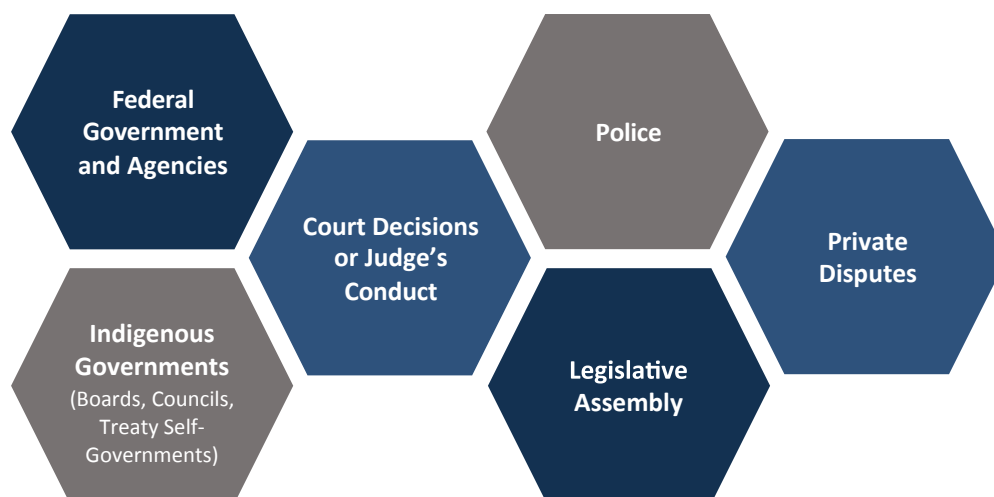 Federal
Government
and Agencies
Indigenous
Governments
(Boards, Councils,
Treaty Self-
Governments)
Court Decisions
or Judge’s
Conduct
Police
Legislative
Assembly
Private
Disputes